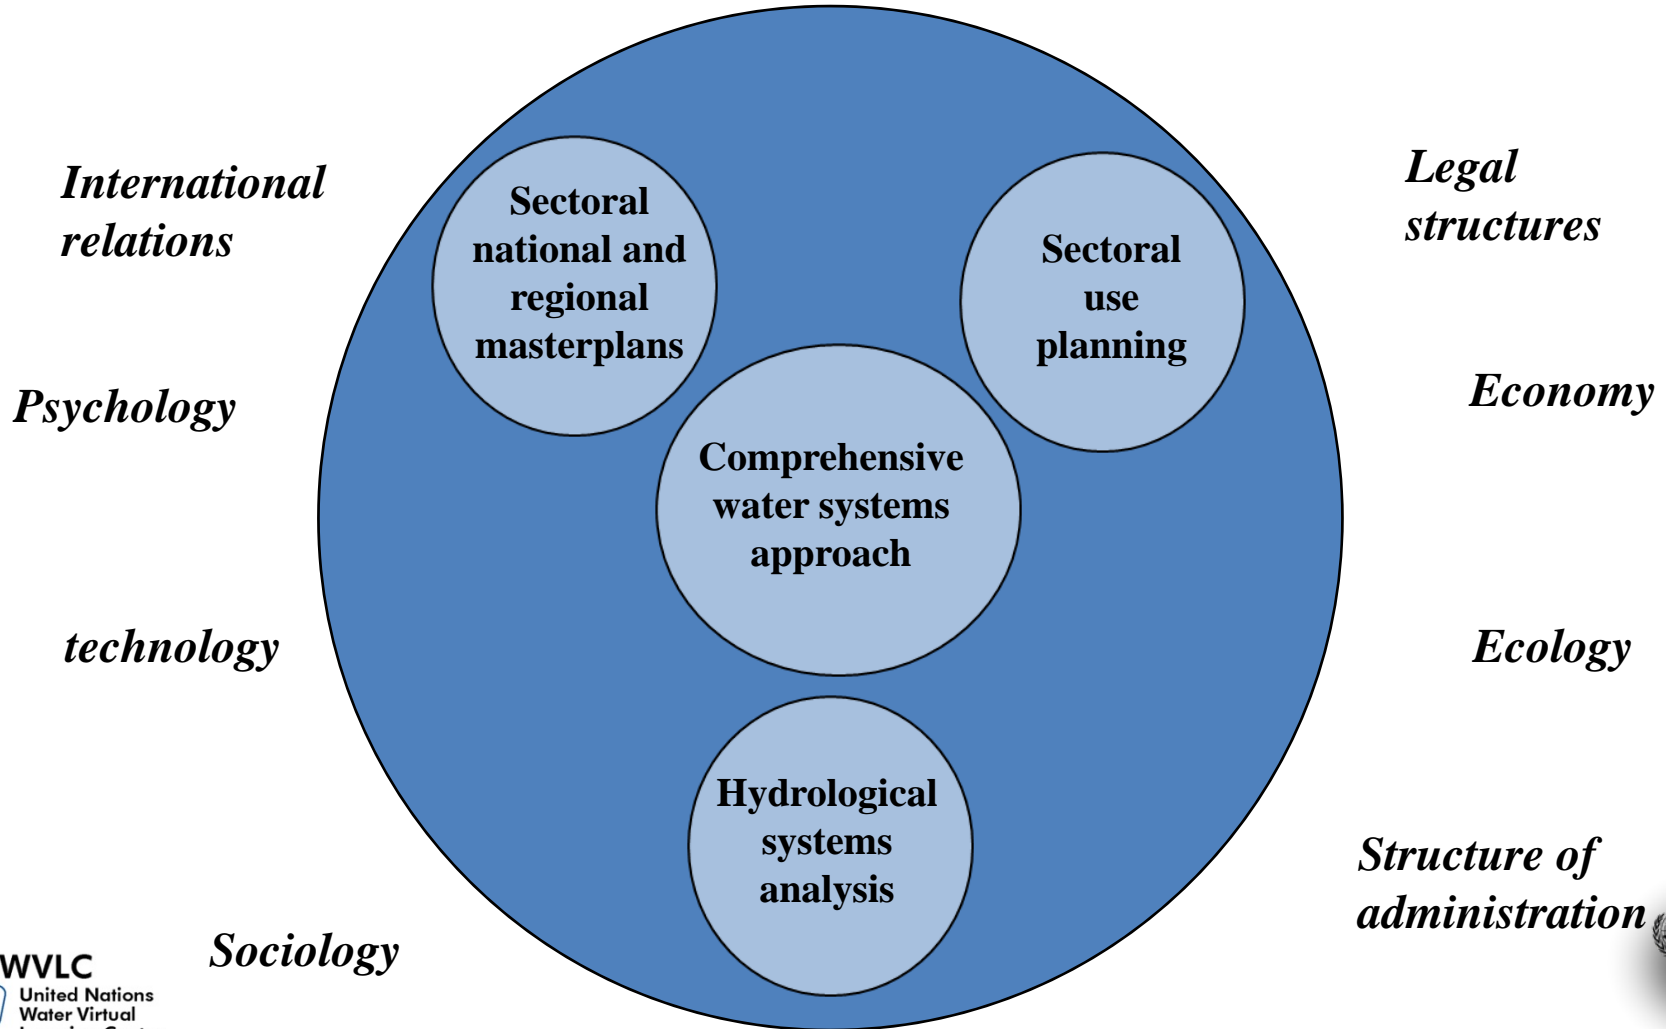 International
relations
Psychology
technology
Sociology
Sectoral
national and
regional
masterplans
Sectoral
use
planning
Comprehensive
water systems
approach
Hydrological
systems
analysis
Legal
structures
Economy
Ecology
Structure of
administration
WVLC
United Nations
Water Virtual